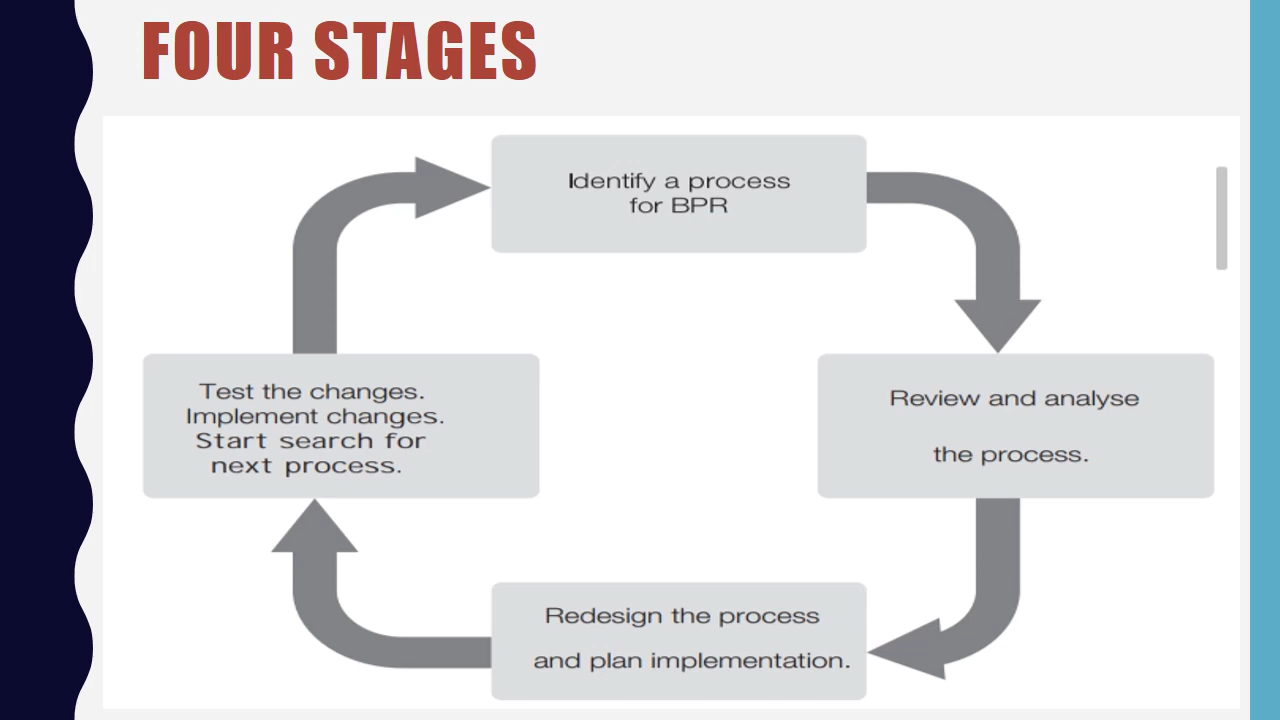 FOUR STAGES
Identify a process
for BPR
Review and analyse
the process.
Redesign the process
and plan implementation.
Test the changes.
Implement changes.
Start search for
next process.